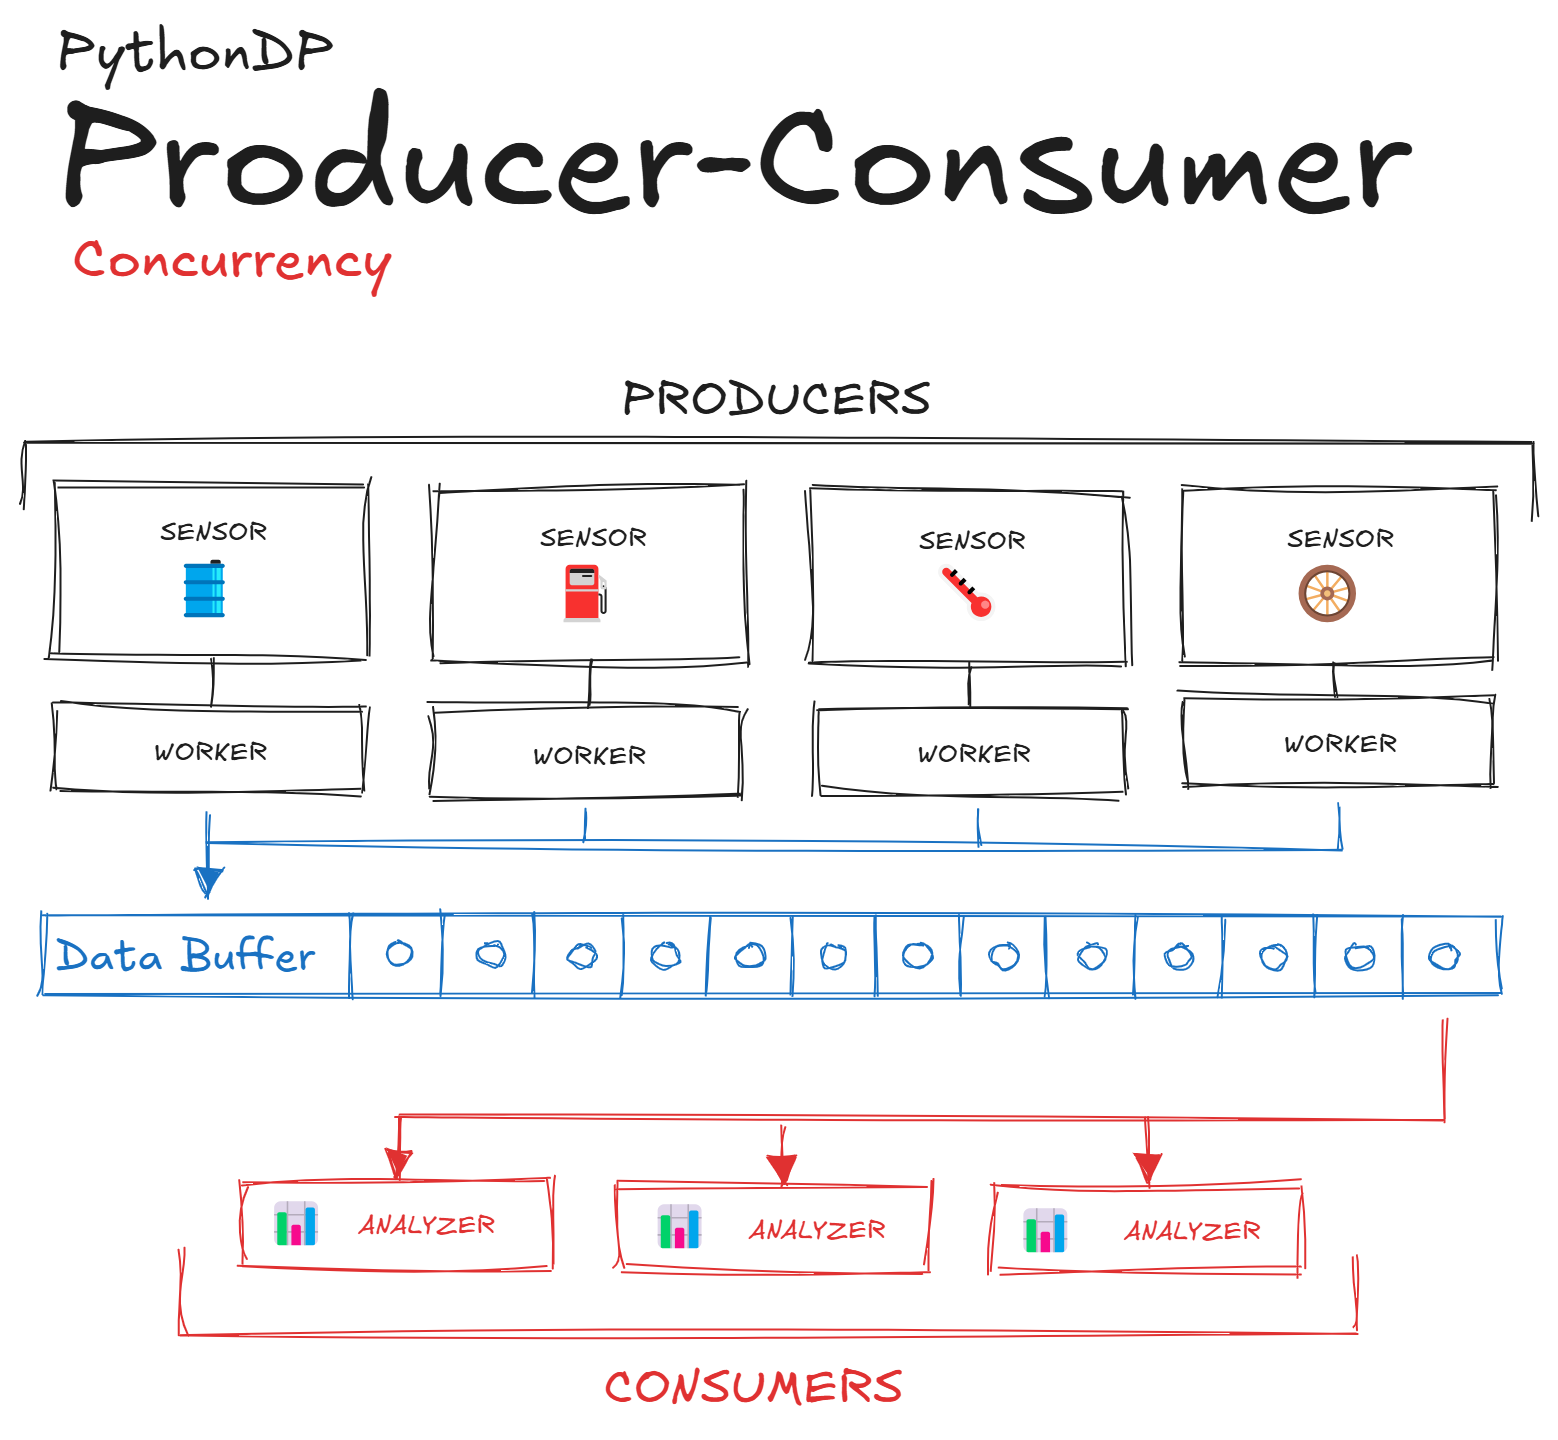 PythonDP
Producer-Consumer
Concurrency
PRODUCERS
SENSOR
SENSOR
SENSOR
SENSOR
WORKER
WORKER
WORKER
WORKER
Data Buffer
ANALYZER
ANALYZER
ANALYZER
CONSUMERS